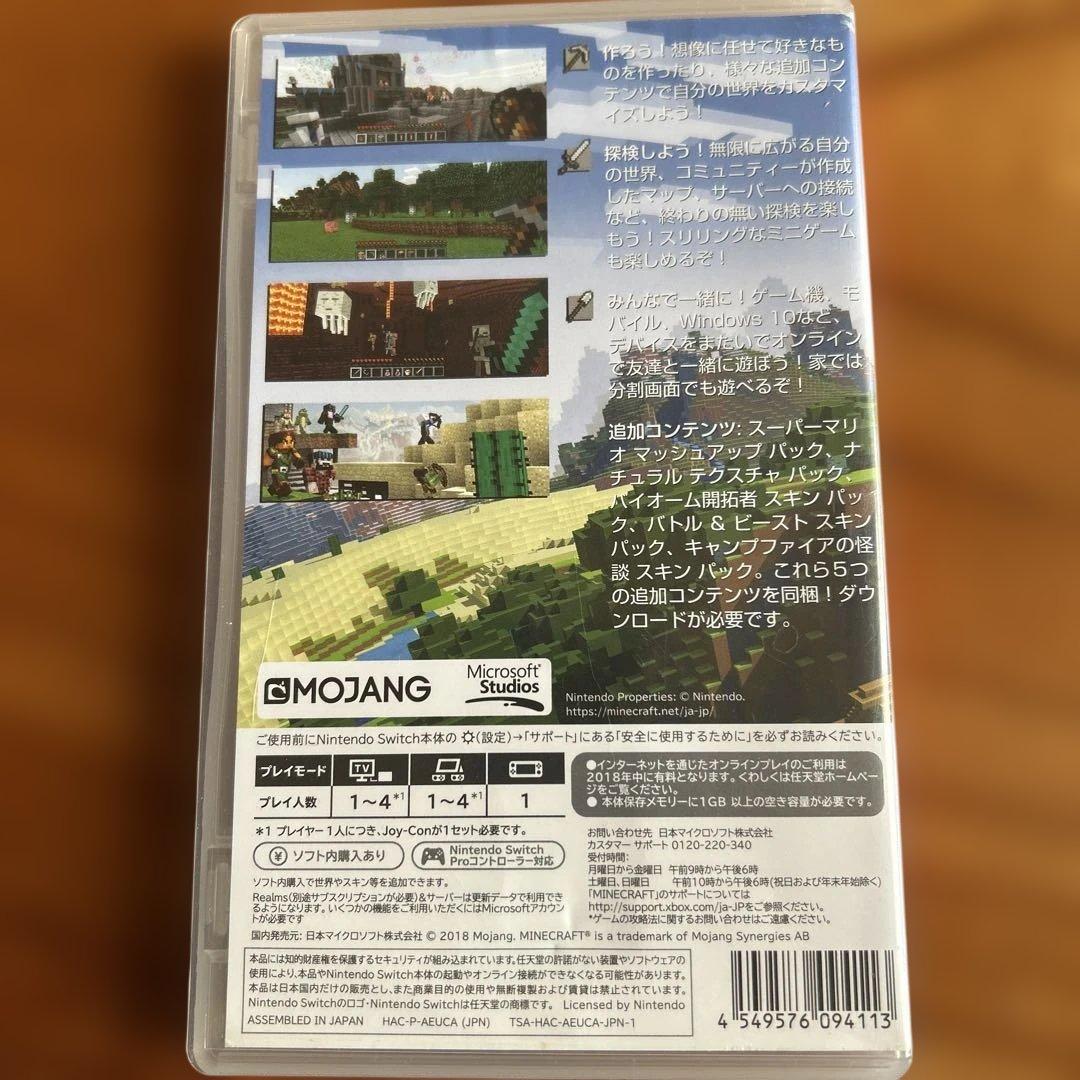 作ろう！想像に任せて好きなも
のを作ったり、様々な追加コン
テンツで自分の世界をカスタマ
イズしよう！
探検しよう！無限に広がる自分
の世界、コミュニティーが作成
したマップ、サーバーへの接続
など、終わりの無い探検を楽し
もう！スリリングなミニゲーム
も楽しめるぞ！
みんなで一緒に！ゲーム機、モ
バイル、Windows 10など、
デバイスをまたいでオンライン
で友達と一緒に遊ぼう！家では
分割画面でも遊べるぞ！
追加コンテンツ: スーパーマリ
オ マッシュアップ パック、ナ
チュラル テクスチャ パック、
バイオーム開拓者 スキン パッ
ク、バトル & ビースト スキン
パック、キャンプファイアの怪
談 スキン パック。これら5つ
の追加コンテンツを同梱！ダウ
ンロードが必要です。
MOJANG
Microsoft
Studios
Nintendo Properties: © Nintendo.
https://minecraft.net/ja-jp/
ご使用前にNintendo Switch本体の (設定)→「サポート」にある「安全に使用するために」を必ずお読みください。
プレイモード TV
プレイ人数 1～4*1 1～4*1 1
*1 プレイヤー1人につき、Joy-Conが1セット必要です。
ソフト内購入あり
Nintendo Switch
Proコントローラー対応
ソフト内購入で世界やスキン等を追加できます。
Realms(別途サブスクリプションが必要)&サーバーは更新データで利用でき
るようになります。いくつかの機能をご利用いただくにはMicrosoftアカウン
トが必要です
●インターネットを通じたオンラインプレイのご利用は
2018年中に有料となります。くわしくは任天堂ホームペー
ジをご覧ください。
● 本体保存メモリーに1GB 以上の空き容量が必要です。
お問い合わせ先 日本マイクロソフト株式会社
カスタマー サポート 0120-220-340
受付時間:
月曜日から金曜日 午前9時から午後6時
土曜日、日曜日 午前10時から午後6時(祝日および年末年始除く)
「MINECRAFT」のサポートについては
http://support.xbox.com/ja-JPをご参照ください。
*ゲームの攻略法に関するお問い合わせはご遠慮ください。
国内発売元: 日本マイクロソフト株式会社 © 2018 Mojang. MINECRAFT® is a trademark of Mojang Synergies AB
本品には知的財産権を保護するセキュリティが組み込まれています。任天堂の許諾がない装置やソフトウェアの
使用により、本品やNintendo Switch本体の起動やオンライン接続ができなくなる可能性があります。
本品は日本国内だけの販売とし、また商業目的の使用や無断複製および賃貸は禁止されています。
Nintendo Switchのロゴ・Nintendo Switchは任天堂の商標です。 Licensed by Nintendo
ASSEMBLED IN JAPAN HAC-P-AEUCA (JPN) TSA-HAC-AEUCA-JPN-1
4 549576 094113